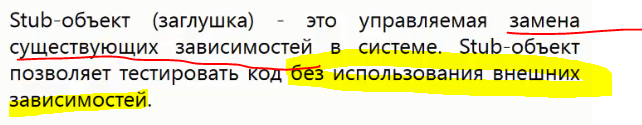 Stub-объект (заглушка) - это управляемая замена
существующих зависимостей в системе. Stub-объект
позволяет тестировать код без использования внешних
зависимостей.